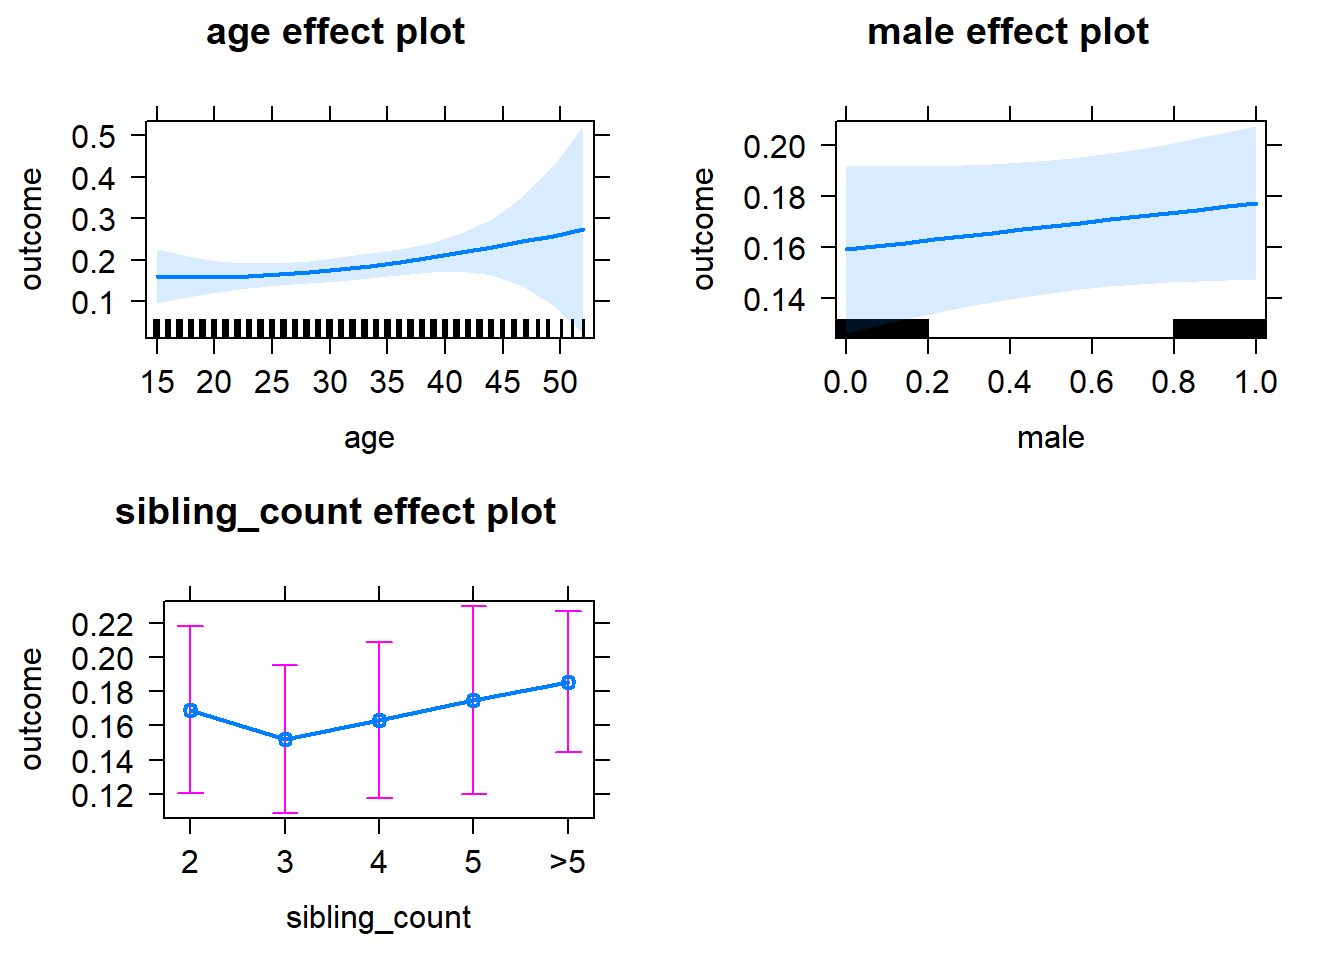 age effect plot
outcome
0.5
0.4
0.3
0.2
0.1
15 20 25 30 35 40 45 50
age
male effect plot
outcome
0.20
0.18
0.16
0.14
0.0 0.2 0.4 0.6 0.8 1.0
male
sibling_count effect plot
outcome
0.22
0.20
0.18
0.16
0.14
0.12
2 3 4 5 >5
sibling_count